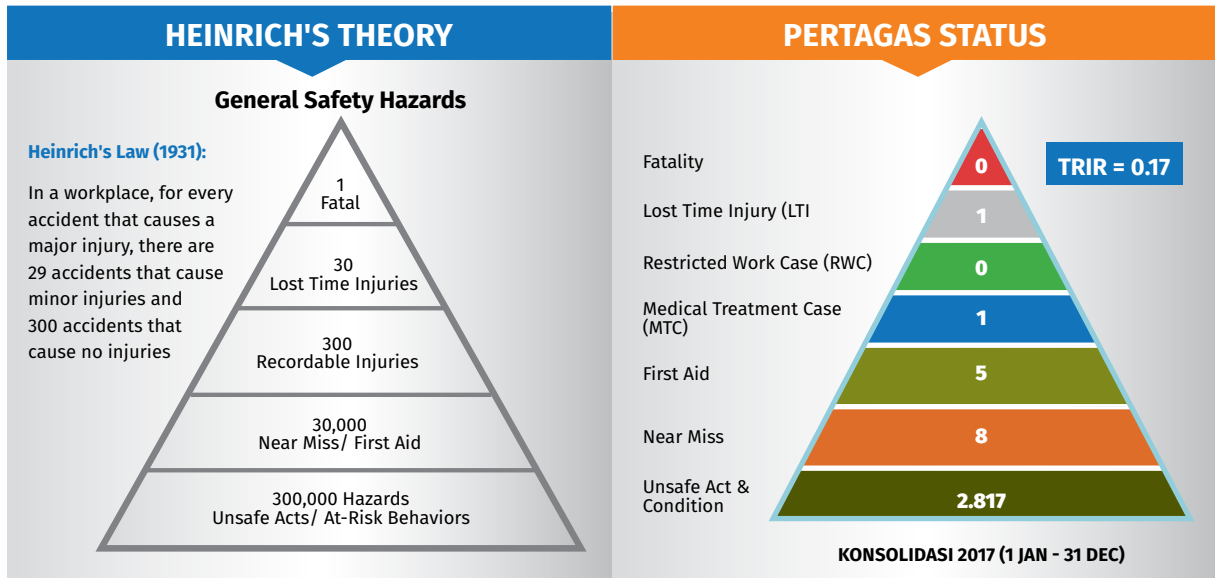 HEINRICH'S THEORY
General Safety Hazards
Heinrich's Law (1931):
In a workplace, for every
accident that causes a
major injury, there are
29 accidents that cause
minor injuries and
300 accidents that
cause no injuries
1
Fatal
30
Lost Time Injuries
300
Recordable Injuries
30,000
Near Miss/ First Aid
300,000 Hazards
Unsafe Acts/ At-Risk Behaviors
PERTAGAS STATUS
TRIR = 0.17
Fatality
0
Lost Time Injury (LTI
1
Restricted Work Case (RWC)
0
Medical Treatment Case
(MTC)
1
First Aid
5
Near Miss
8
Unsafe Act &
Condition
2.817
KONSOLIDASI 2017 (1 JAN - 31 DEC)